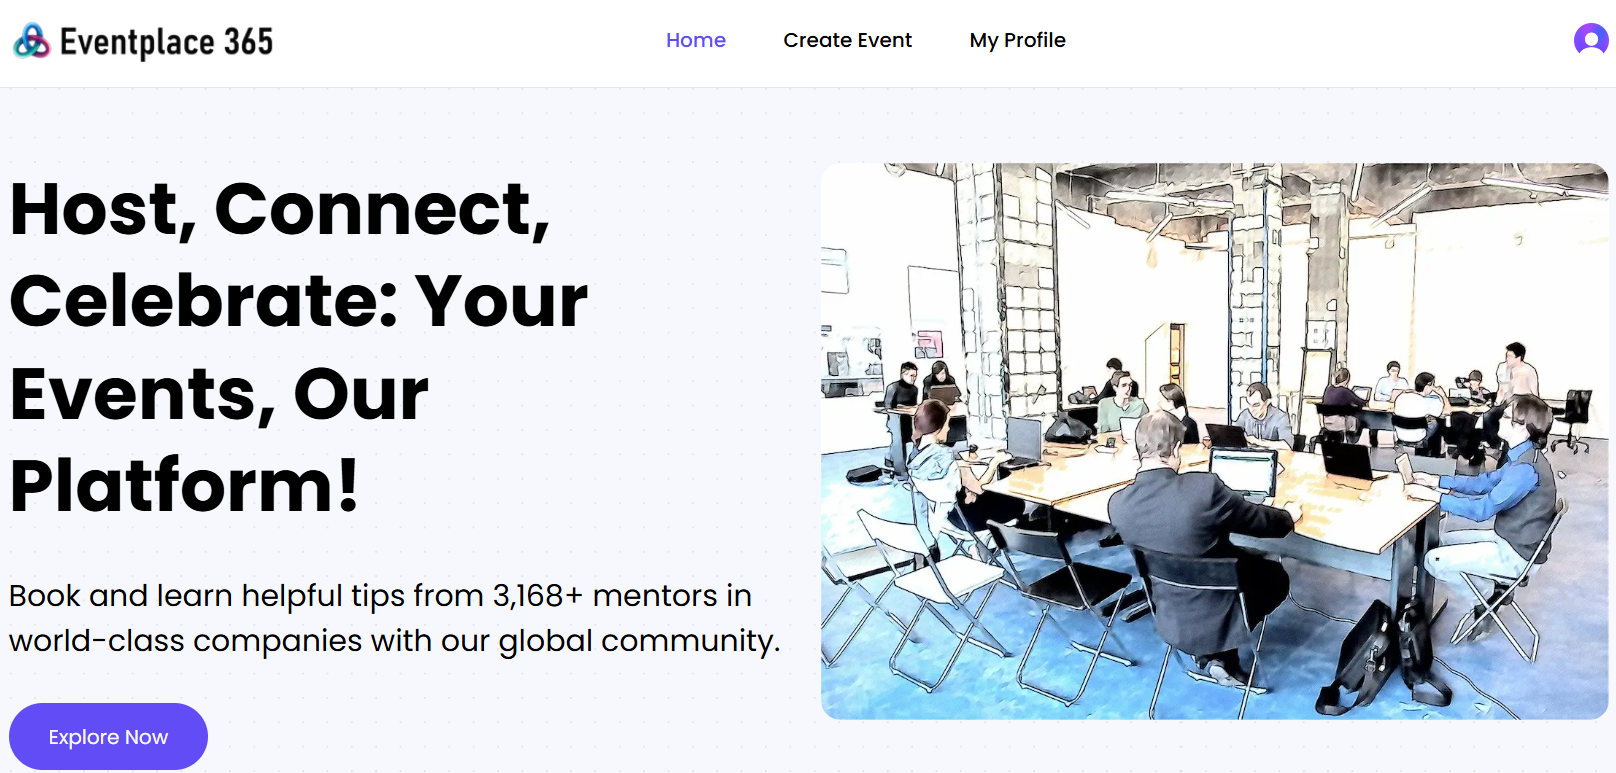 Eventplace 365
Home
Create Event
My Profile
Host, Connect,
Celebrate: Your
Events, Our
Platform!
Book and learn helpful tips from 3,168+ mentors in
world-class companies with our global community.
Explore Now